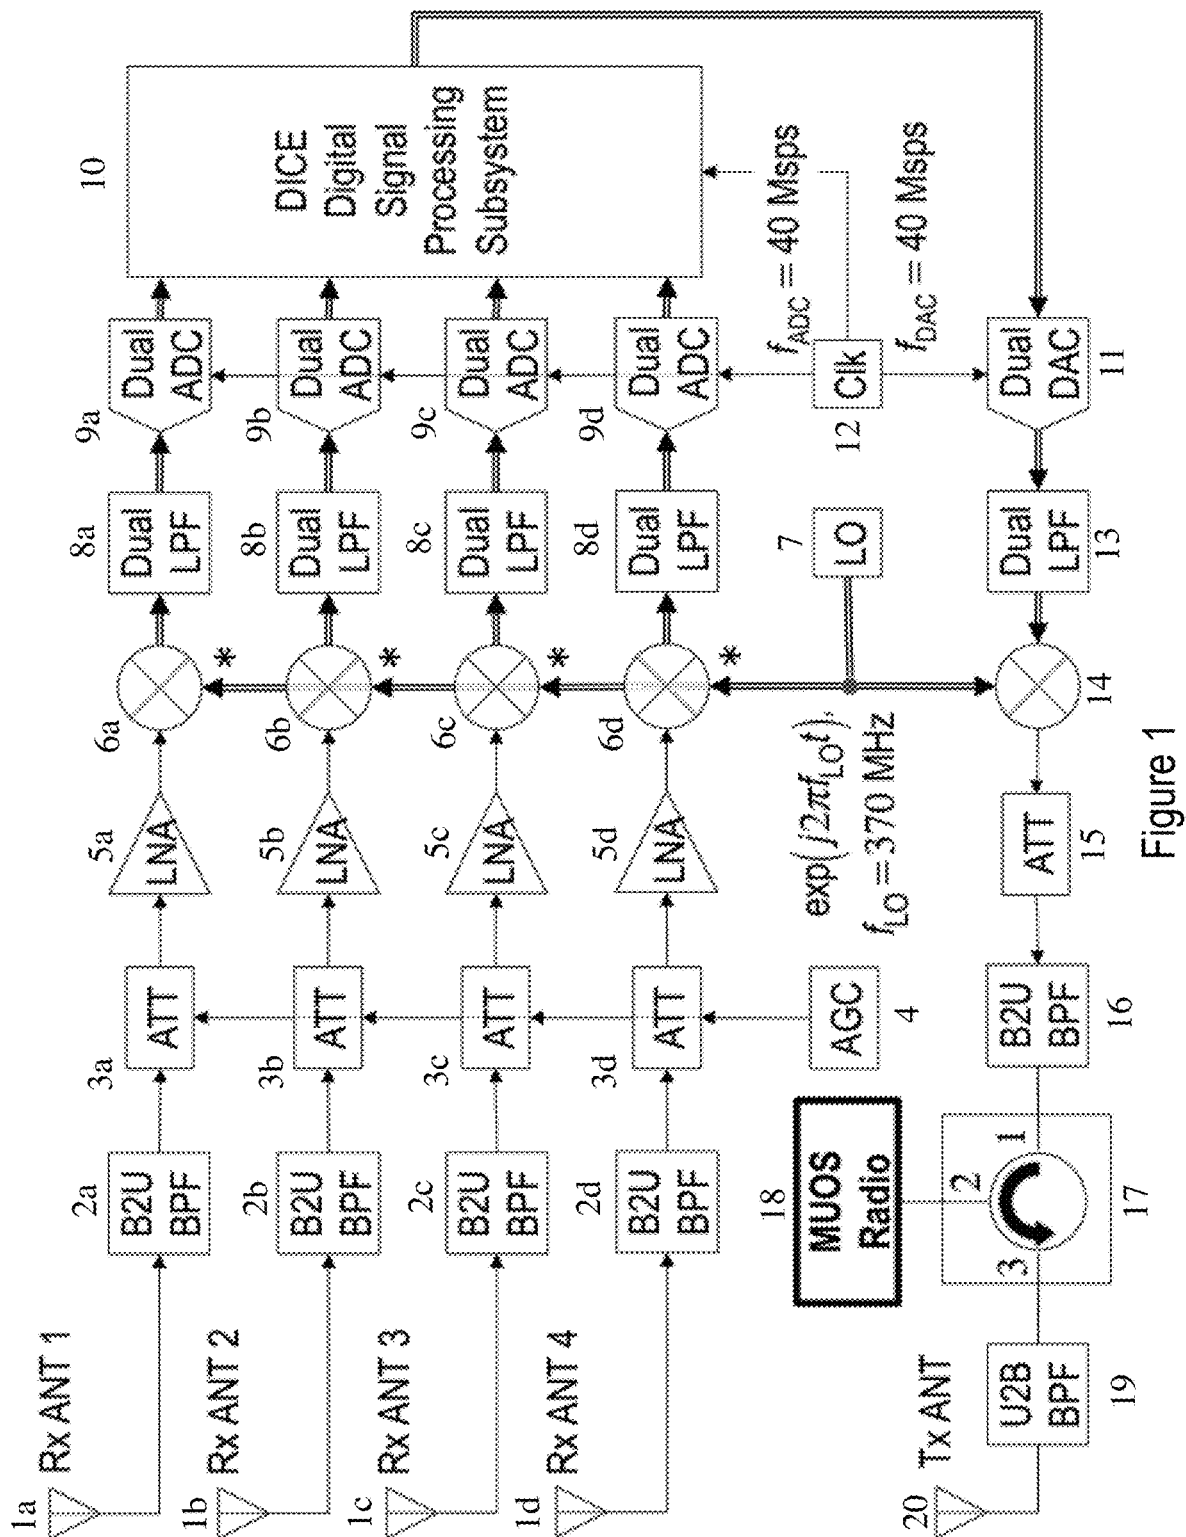 1a
Rx ANT 1
2a
B2U
BPF
3a
ATT
5a
LNA
6a
*
8a
Dual
LPF
9a
Dual
ADC
10
DICE
Digital
Signal
Processing
Subsystem
1b
Rx ANT 2
2b
B2U
BPF
3b
ATT
5b
LNA
6b
*
8b
Dual
LPF
9b
Dual
ADC
1c
Rx ANT 3
2c
B2U
BPF
3c
ATT
5c
LNA
6c
*
8c
Dual
LPF
9c
Dual
ADC
1d
Rx ANT 4
2d
B2U
BPF
3d
ATT
5d
LNA
6d
*
8d
Dual
LPF
9d
Dual
ADC
18
MUOS
Radio
AGC
4
exp(j2πf_LO t),
f_LO = 370 MHz
7
LO
12
Clk
f_ADC = 40 Msps
f_DAC = 40 Msps
20
Tx ANT
U2B
BPF
19
3
2
1
17
B2U
BPF
16
ATT
15
14
Dual
LPF
13
Dual
DAC
11
Figure 1